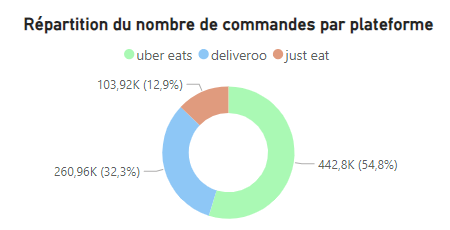 Répartition du nombre de commandes par plateforme
uber eats deliveroo just eat
103,92K (12,9%)
260,96K (32,3%)
442,8K (54,8%)